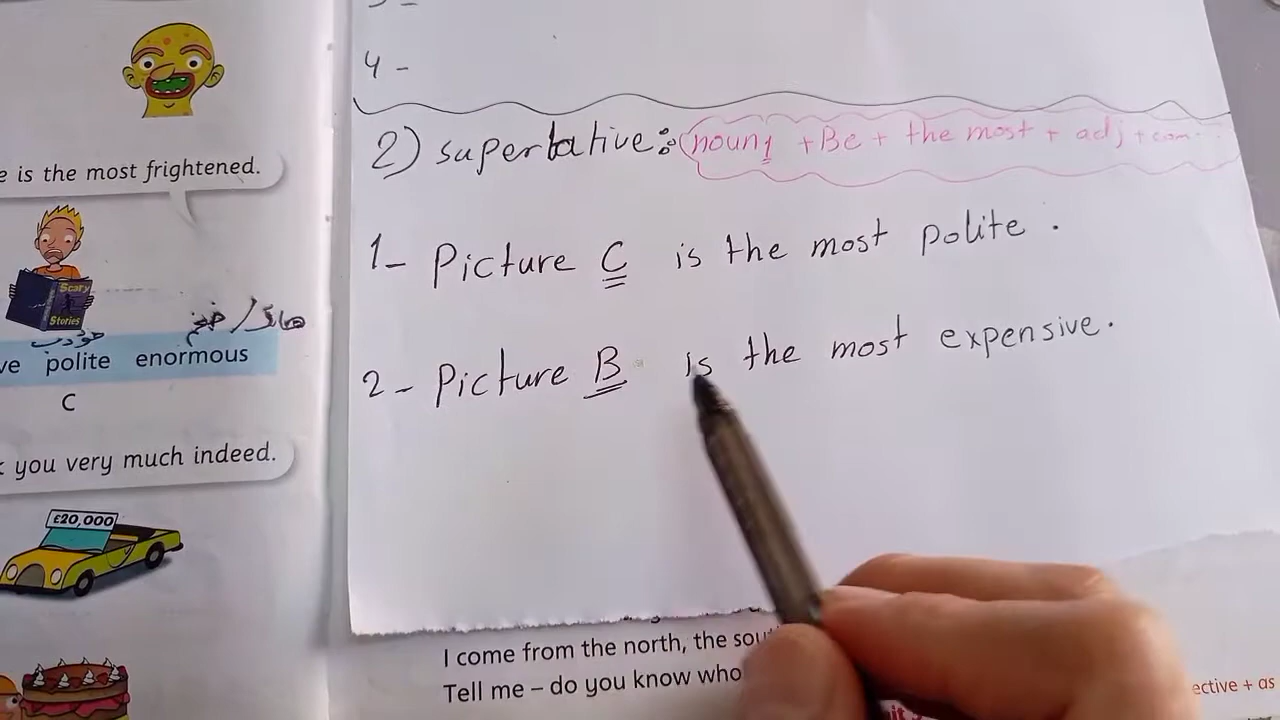 4 -
2) superlative: (noun1 + Be + the most + adj + com...
1- Picture C is the most polite.
2- Picture B is the most expensive.
e is the most frightened.
Scary
Stories
ve polite enormous
C
you very much indeed.
£20,000
I come from the north, the sou
Tell me – do you know who
ective + as